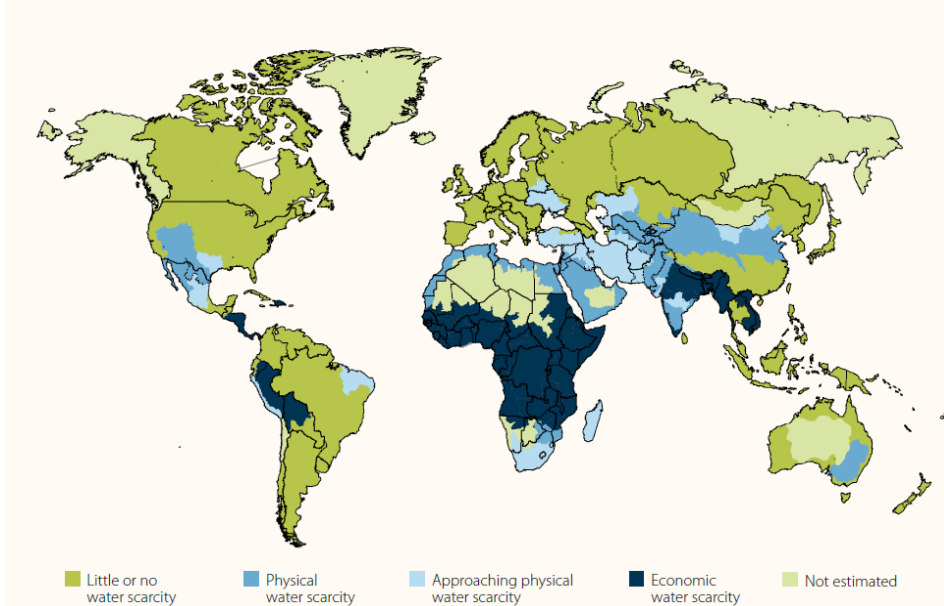 Little or no
water scarcity
Physical
water scarcity
Approaching physical
water scarcity
Economic
water scarcity
Not estimated